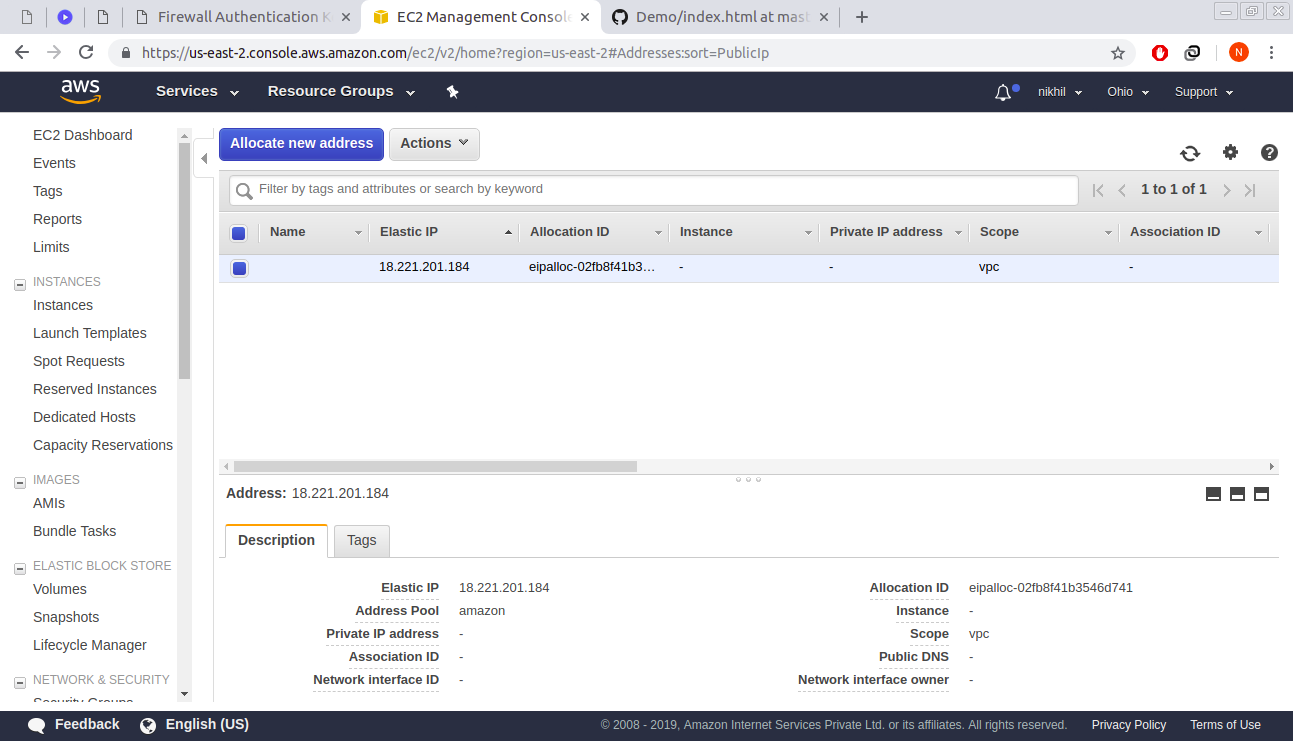 Firewall Authentication K
EC2 Management Consol
Demo/index.html at mast
https://us-east-2.console.aws.amazon.com/ec2/v2/home?region=us-east-2#Addresses:sort=PublicIp
N
aws
Services
Resource Groups
nikhil
Ohio
Support
EC2 Dashboard
Events
Tags
Reports
Limits
INSTANCES
Instances
Launch Templates
Spot Requests
Reserved Instances
Dedicated Hosts
Capacity Reservations
IMAGES
AMIs
Bundle Tasks
ELASTIC BLOCK STORE
Volumes
Snapshots
Lifecycle Manager
NETWORK & SECURITY
Security Groups
Allocate new address
Actions
Filter by tags and attributes or search by keyword
1 to 1 of 1
Name Elastic IP Allocation ID Instance Private IP address Scope Association ID
18.221.201.184 eipalloc-02fb8f41b3... - - vpc -
Address: 18.221.201.184
Description
Tags
Elastic IP 18.221.201.184
Address Pool amazon
Private IP address -
Association ID -
Network interface ID -
Allocation ID eipalloc-02fb8f41b3546d741
Instance -
Scope vpc
Public DNS -
Network interface owner -
Feedback
English (US)
© 2008 - 2019, Amazon Internet Services Private Ltd. or its affiliates. All rights reserved.
Privacy Policy
Terms of Use